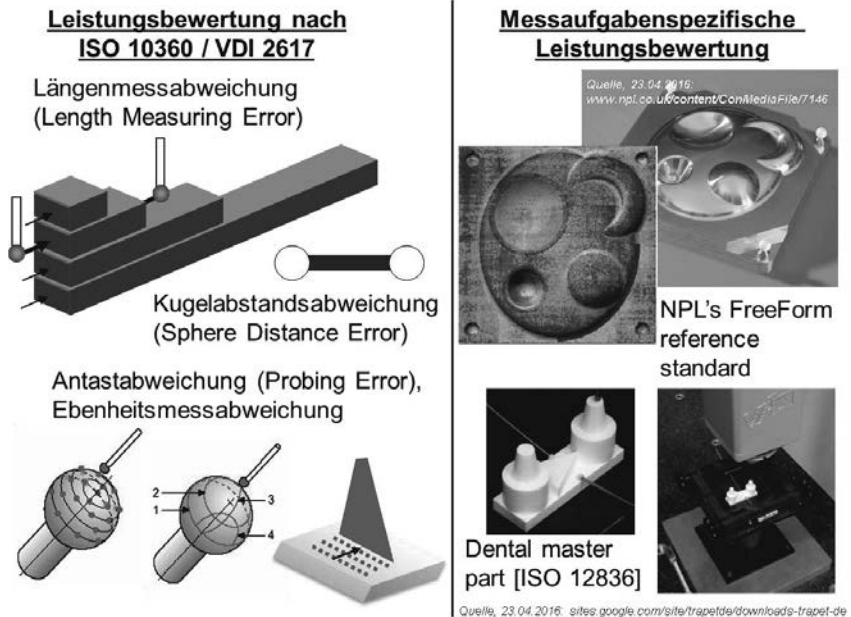 Leistungsbewertung nach
ISO 10360 / VDI 2617
Längenmessabweichung
(Length Measuring Error)
Kugelabstandsabweichung
(Sphere Distance Error)
Antastabweichung (Probing Error),
Ebenheitsmessabweichung
1
2
3
4
Messaufgabenspezifische
Leistungsbewertung
Quelle, 23.04.2016:
www.npl.co.uk/content/ConMediaFile/7146
NPL's FreeForm
reference
standard
Dental master
part [ISO 12836]
Quelle, 23.04.2016: sites.google.com/site/trapetde/downloads-trapet-de